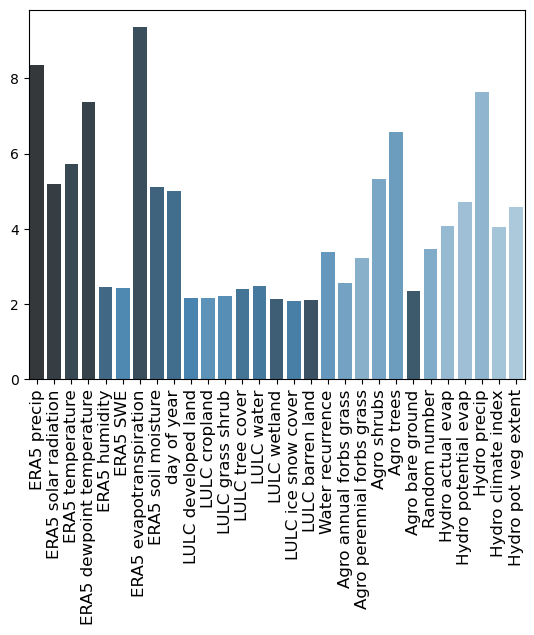 8
6
4
2
0
ERA5 precip
ERA5 solar radiation
ERA5 temperature
ERA5 dewpoint temperature
ERA5 humidity
ERA5 SWE
ERA5 evapotranspiration
ERA5 soil moisture
day of year
LULC developed land
LULC cropland
LULC grass shrub
LULC tree cover
LULC water
LULC wetland
LULC ice snow cover
LULC barren land
Water recurrence
Agro annual forbs grass
Agro perennial forbs grass
Agro shrubs
Agro trees
Agro bare ground
Random number
Hydro actual evap
Hydro potential evap
Hydro precip
Hydro climate index
Hydro pot veg extent